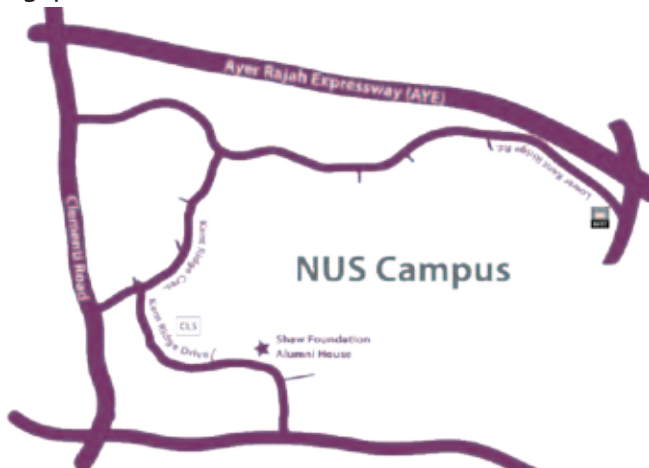 Ayer Rajah Expressway (AYE)
Lower Kent Ridge Rd.
Clementi Road
Kent Ridge Cres.
NUS Campus
Kent Ridge Drive
CLS
Shaw Foundation
Alumni House